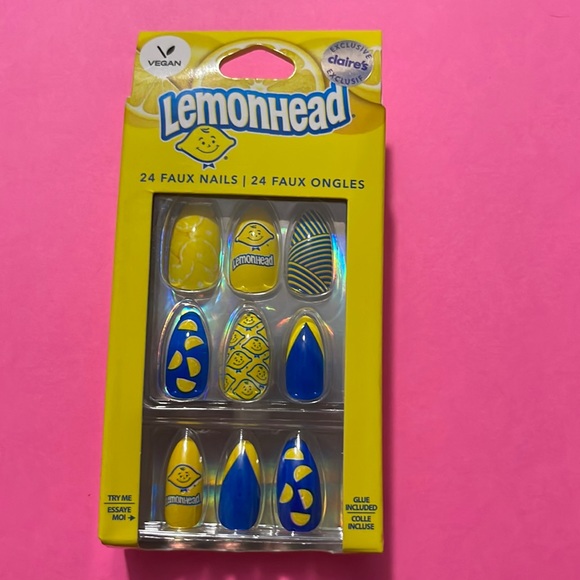 VEGAN
EXCLUSIVE
claire's
EXCLUSIF
LEMONHEAD
24 FAUX NAILS | 24 FAUX ONGLES
LEMONHEAD
LEMONHEAD
TRY ME
ESSAYE
MOI
GLUE
INCLUDED
COLLE
INCLUSE